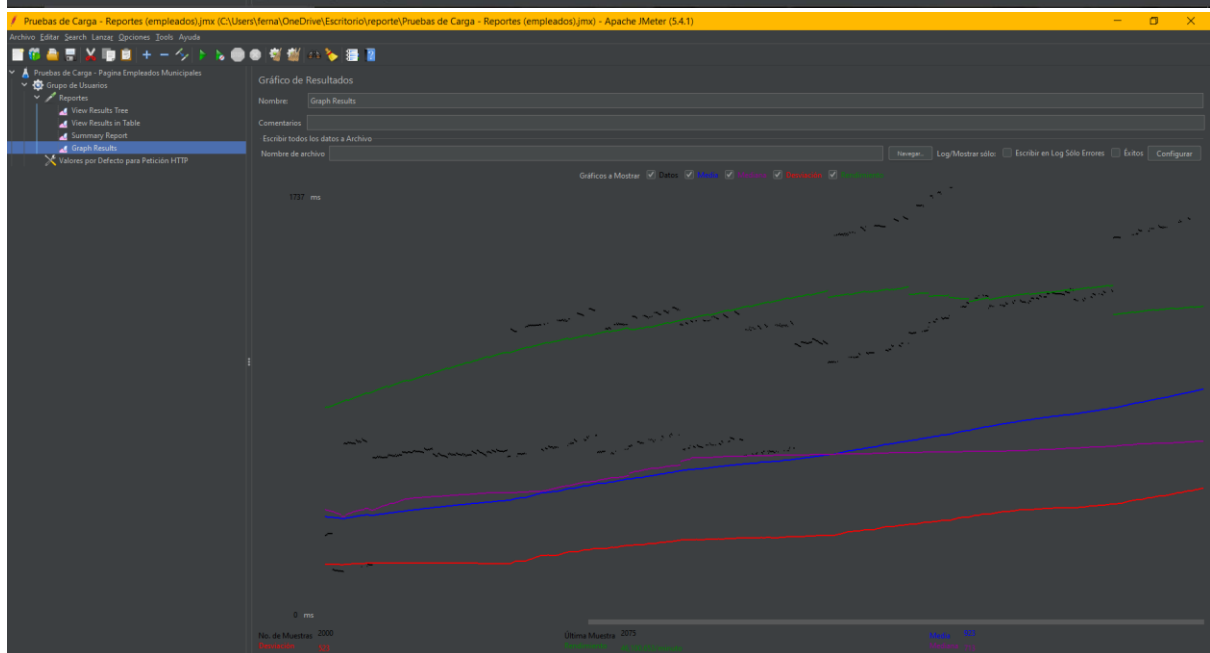 Pruebas de Carga - Reportes (empleados).jmx (C:\Users\ferna\OneDrive\Escritorio\reporte\Pruebas de Carga - Reportes (empleados).jmx) - Apache JMeter (5.4.1)
Archivo Editar Search Lanzar Opciones Tools Ayuda
Pruebas de Carga - Pagina Empleados Municipales
Grupo de Usuarios
Reportes
View Results Tree
View Results in Table
Summary Report
Graph Results
Valores por Defecto para Petición HTTP
Gráfico de Resultados
Nombre: Graph Results
Comentarios
Escribir todos los datos a Archivo
Nombre de archivo Navegar... Log/Mostrar sólo: Escribir en Log Sólo Errores Éxitos Configurar
Gráficos a Mostrar Datos Media
1737 ms
0 ms
No. de Muestras 2000 Última Muestra 2075 Media